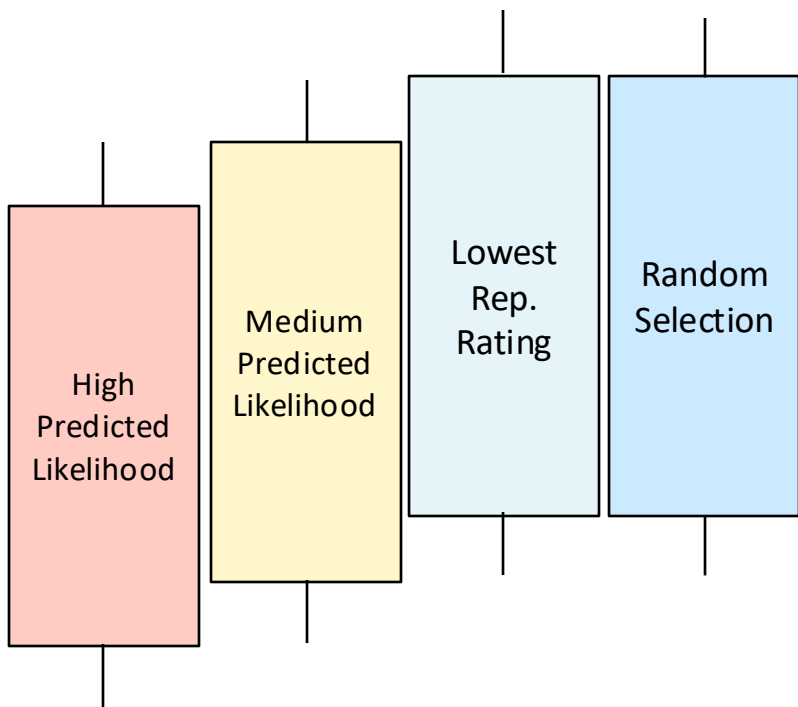 High
Predicted
Likelihood
Medium
Predicted
Likelihood
Lowest
Rep.
Rating
Random
Selection